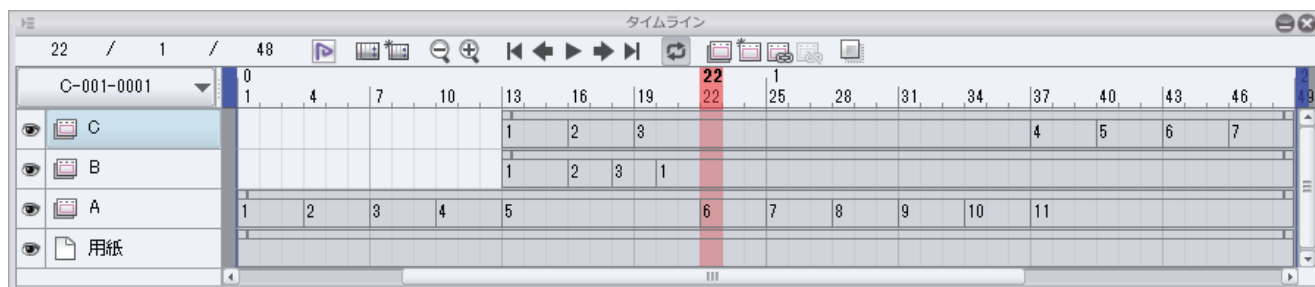 タイムライン
22 / 1 / 48
C-001-0001
0 22 1 2
1 4 7 10 13 16 19 22 25 28 31 34 37 40 43 46 49
C 1 2 3 4 5 6 7
B 1 2 3 1
A 1 2 3 4 5 6 7 8 9 10 11
用紙